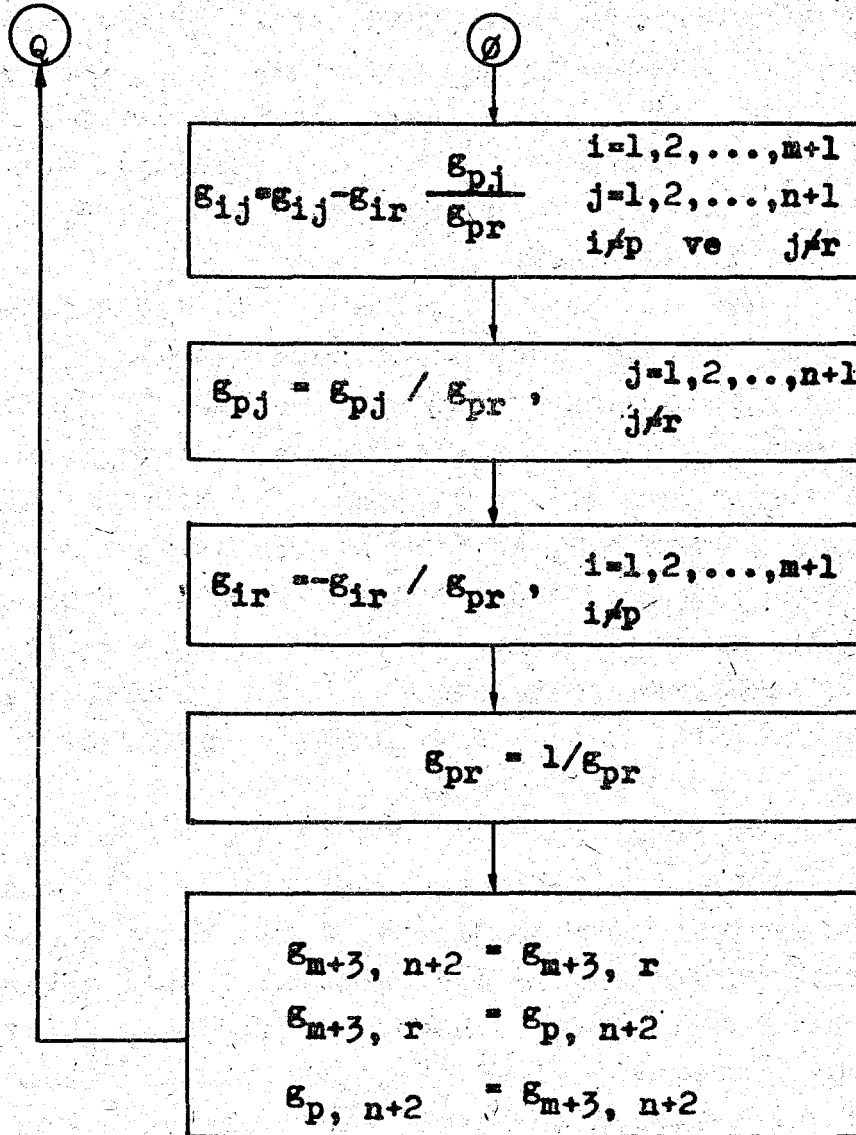 Q
Ø
g_ij=g_ij-g_ir g_pj/g_pr i=1,2,...,m+1
j=1,2,...,n+1
i≠p ve j≠r
g_pj = g_pj / g_pr , j=1,2,..,n+1
j≠r
g_ir =-g_ir / g_pr , i=1,2,...,m+1
i≠p
g_pr = 1/g_pr
g_m+3, n+2 = g_m+3, r
g_m+3, r = g_p, n+2
g_p, n+2 = g_m+3, n+2